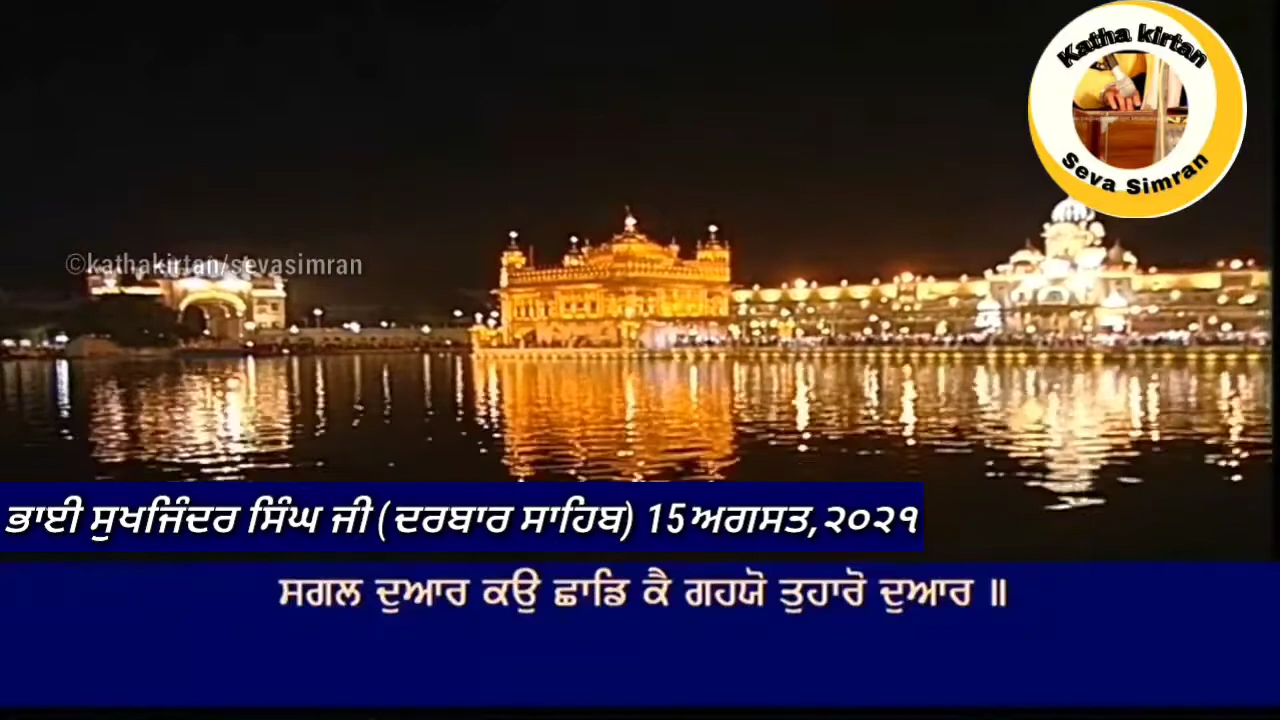 Katha kirtan
Seva Simran
©kathakirtan/sevasimran
ਭਾਈ ਸੁਖਜਿੰਦਰ ਸਿੰਘ ਜੀ (ਦਰਬਾਰ ਸਾਹਿਬ) 15ਅਗਸਤ,੨੦੨੧
ਸਗਲ ਦੁਆਰ ਕਉ ਛਾਡਿ ਕੈ ਗਹਯੋ ਤੁਹਾਰੋ ਦੁਆਰ ॥